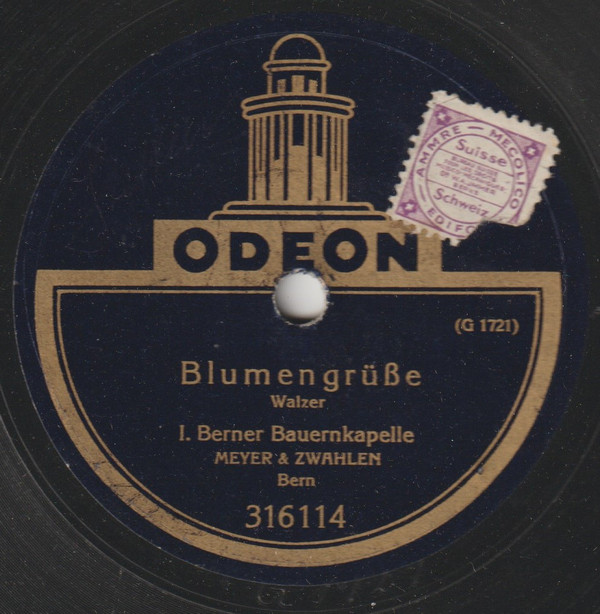 ODEON
AMMRE — MECOLICO
EDIFO
Suisse
Schweiz
(G 1721)
Blumengrüße
Walzer
I. Berner Bauernkapelle
MEYER & ZWAHLEN
Bern
316114